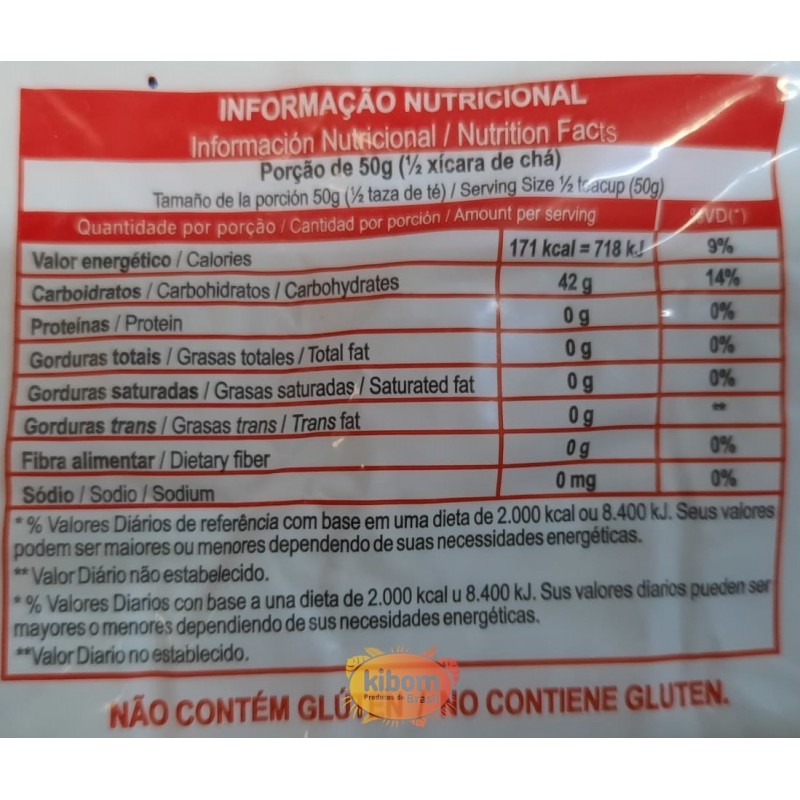 INFORMAÇÃO NUTRICIONAL
Información Nutricional / Nutrition Facts
Porção de 50g (½ xícara de chá)
Tamaño de la porción 50g (½ taza de té) / Serving Size ½ teacup (50g)
Quantidade por porção / Cantidad por porción / Amount per serving %VD(*)
Valor energético / Calories 171 kcal = 718 kJ 9%
Carboidratos / Carbohidratos / Carbohydrates 42 g 14%
Proteínas / Protein 0 g 0%
Gorduras totais / Grasas totales / Total fat 0 g 0%
Gorduras saturadas / Grasas saturadas / Saturated fat 0 g 0%
Gorduras trans / Grasas trans / Trans fat 0 g **
Fibra alimentar / Dietary fiber 0 g 0%
Sódio / Sodio / Sodium 0 mg 0%
* % Valores Diários de referência com base em uma dieta de 2.000 kcal ou 8.400 kJ. Seus valores
podem ser maiores ou menores dependendo de suas necessidades energéticas.
** Valor Diário não estabelecido.
* % Valores Diarios con base a una dieta de 2.000 kcal u 8.400 kJ. Sus valores diarios pueden ser
mayores o menores dependiendo de sus necesidades energéticas.
**Valor Diario no establecido.
NÃO CONTÉM GLÚTEN / NO CONTIENE GLUTEN.
kibom
Produtos do Brasil